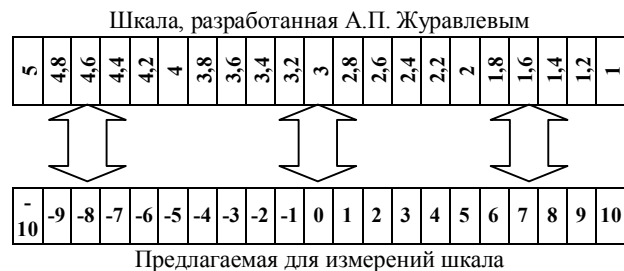 Шкала, разработанная А.П. Журавлевым
5 4,8 4,6 4,4 4,2 4 3,8 3,6 3,4 3,2 3 2,8 2,6 2,4 2,2 2 1,8 1,6 1,4 1,2 1
-10 -9 -8 -7 -6 -5 -4 -3 -2 -1 0 1 2 3 4 5 6 7 8 9 10
Предлагаемая для измерений шкала